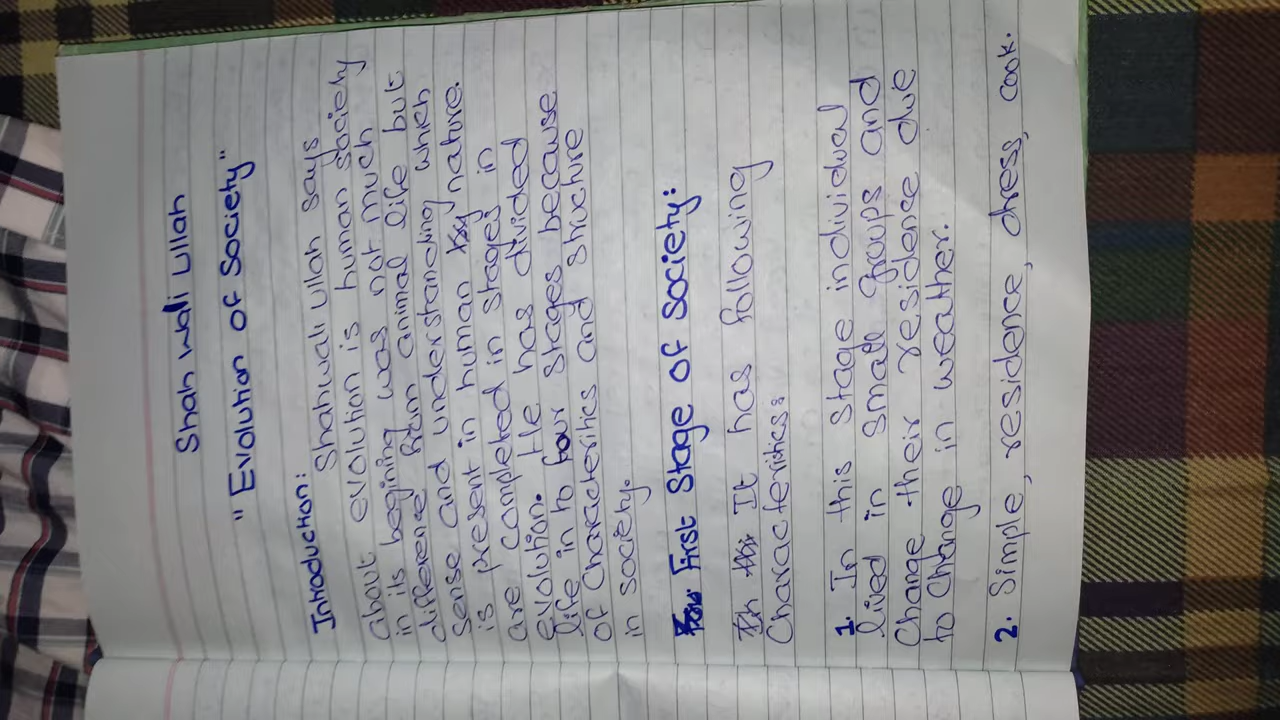 Shah Wali Ullah
"Evolution of Society"
Introduction:
Shahwali Ullah says
about evolution is human society
in its begining was not much
difference from animal life but
sense and understanding which
is present in human nature.
are completed in stages in
evolution. He has divided
life in to four stages because
of Characteritics and structure
in society.
First Stage of Society:
It has following
Characteristics:
1. In this stage individual
lived in small groups and
Change their residence due
to Change in weather.
2. Simple, residence, dress, cook.